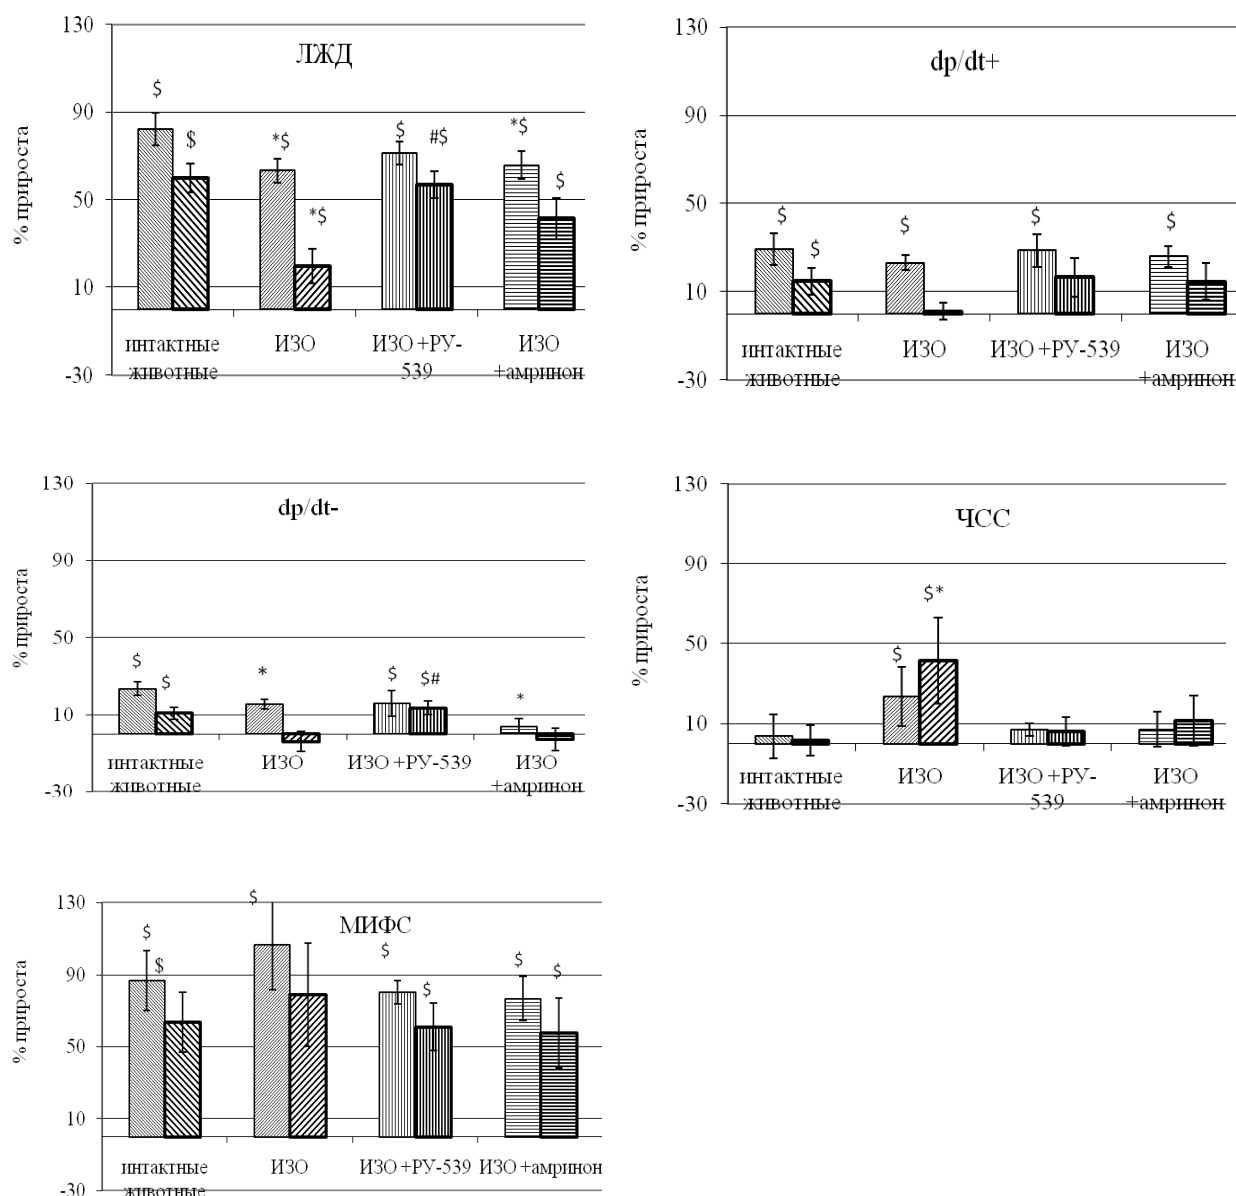 130
ЛЖД
$
90
$
*$
$
#$
*$
$
50
*$
10
-30
% прироста
интактные животные
ИЗО
ИЗО +РУ-
539
ИЗО
+амринон
130
dp/dt+
90
50
$
$
$
$
$
10
-30
% прироста
интактные
животные
ИЗО
ИЗО +РУ-539
ИЗО
+амринон
130
dp/dt-
90
50
$
$
*
$
$#
*
10
-30
% прироста
интактные
животные
ИЗО
ИЗО +РУ-539
ИЗО
+амринон
130
ЧСС
90
$*
50
$
10
-30
% прироста
интактные
животные
ИЗО
ИЗО +РУ-
539
ИЗО
+амринон
$
130
МИФС
$
$
$
$
$
90
$
50
10
-30
% прироста
интактные
животные
ИЗО
ИЗО +РУ-539
ИЗО +амринон